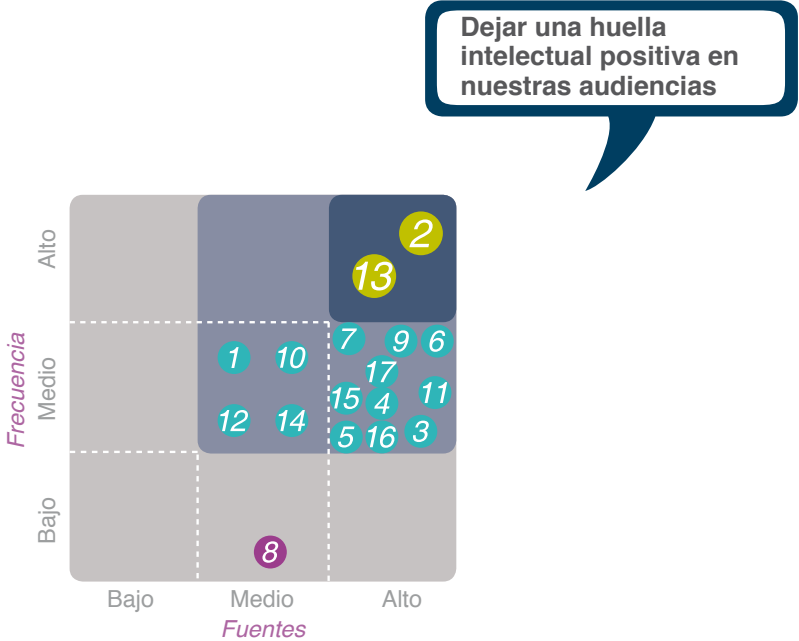 Dejar una huella
intelectual positiva en
nuestras audiencias
Alto
2
13
Frecuencia
Medio
7
9
6
1
10
17
15
4
11
12
14
5
16
3
Bajo
8
Bajo
Medio
Alto
Fuentes